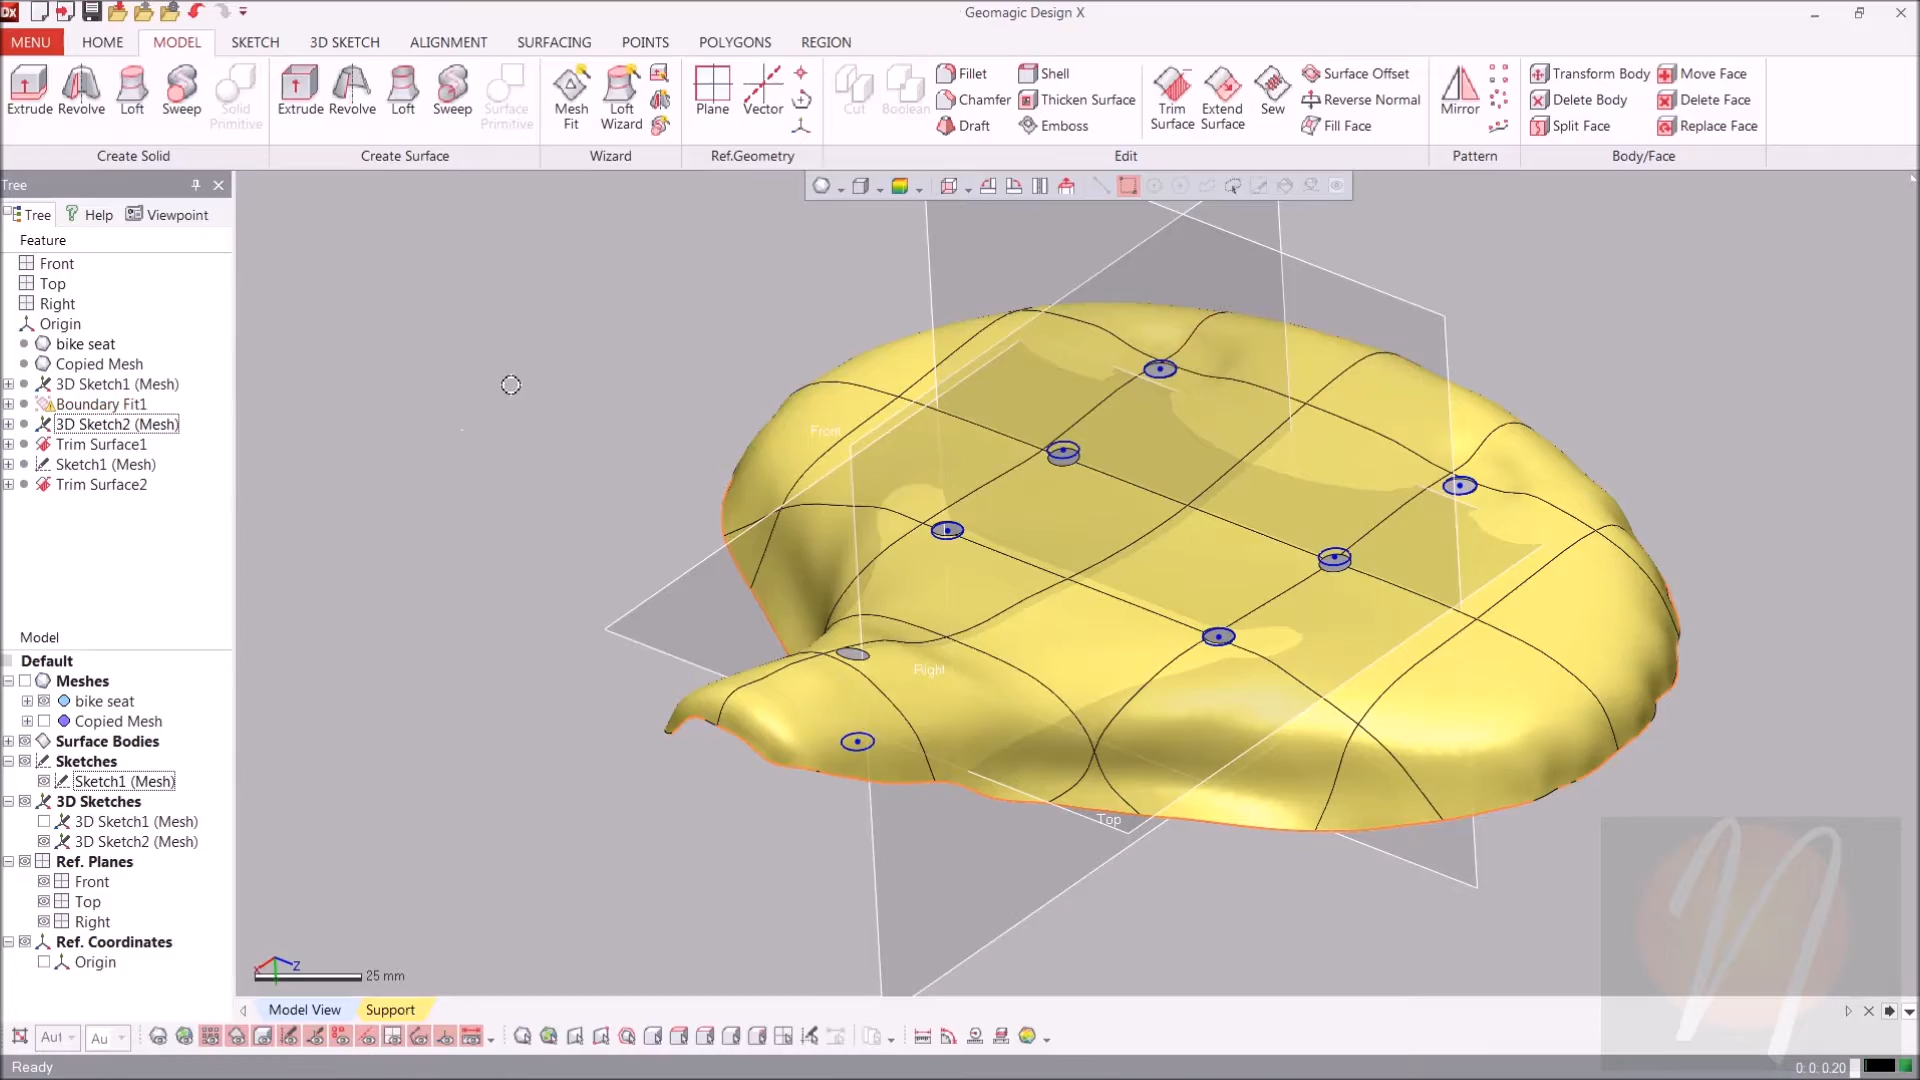 Dx
Geomagic Design X
MENU HOME MODEL SKETCH 3D SKETCH ALIGNMENT SURFACING POINTS POLYGONS REGION
Extrude Revolve Loft Sweep Solid Primitive
Create Solid
Extrude Revolve Loft Sweep Surface Primitive
Create Surface
Mesh Fit Loft Wizard
Wizard
Plane Vector
Ref.Geometry
Cut Boolean
Fillet Shell
Chamfer Thicken Surface
Draft Emboss
Trim Surface Extend Surface Sew
Surface Offset
Reverse Normal
Fill Face
Edit
Mirror
Pattern
Transform Body Move Face
Delete Body Delete Face
Split Face Replace Face
Body/Face
Tree
Tree Help Viewpoint
Feature
Front
Top
Right
Origin
bike seat
Copied Mesh
3D Sketch1 (Mesh)
Boundary Fit1
3D Sketch2 (Mesh)
Trim Surface1
Sketch1 (Mesh)
Trim Surface2
Model
Default
Meshes
bike seat
Copied Mesh
Surface Bodies
Sketches
Sketch1 (Mesh)
3D Sketches
3D Sketch1 (Mesh)
3D Sketch2 (Mesh)
Ref. Planes
Front
Top
Right
Ref. Coordinates
Origin
Front
Right
Top
Z
25 mm
Model View Support
Aut Au
Ready
0: 0: 0.20